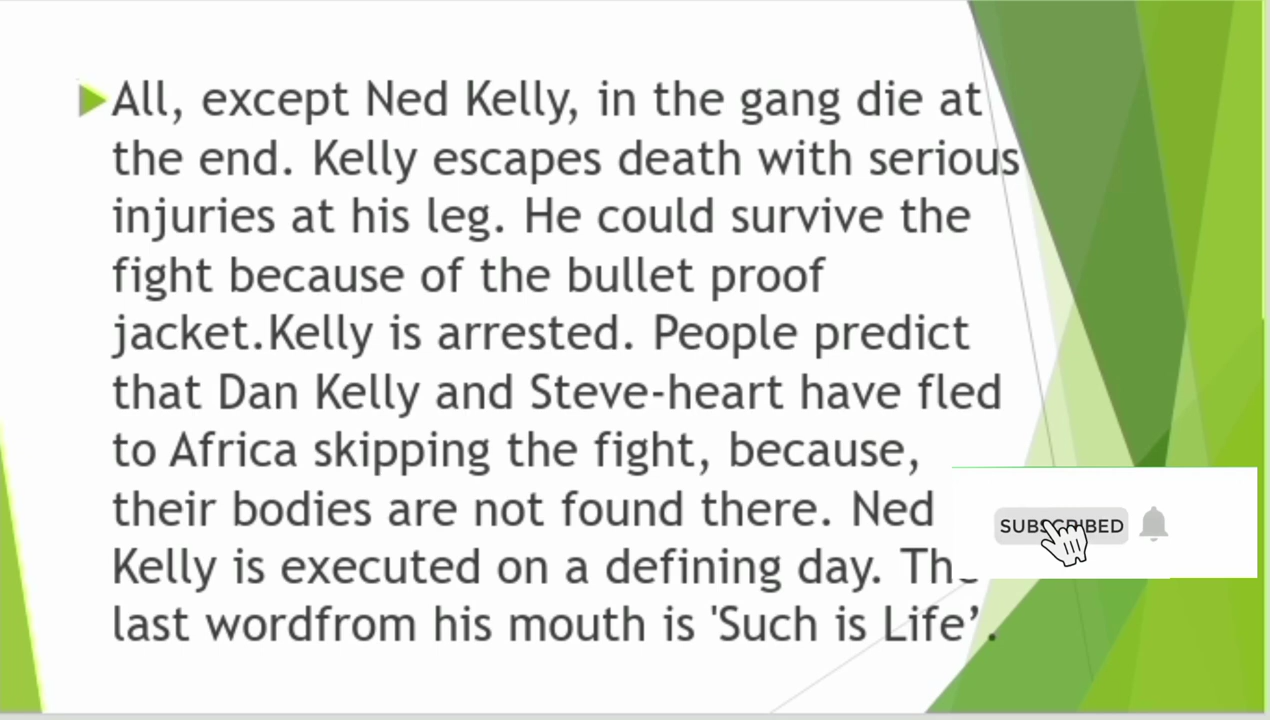 All, except Ned Kelly, in the gang die at
the end. Kelly escapes death with serious
injuries at his leg. He could survive the
fight because of the bullet proof
jacket.Kelly is arrested. People predict
that Dan Kelly and Steve-heart have fled
to Africa skipping the fight, because,
their bodies are not found there. Ned
Kelly is executed on a defining day. The
last wordfrom his mouth is 'Such is Life’.
SUBSCRIBED